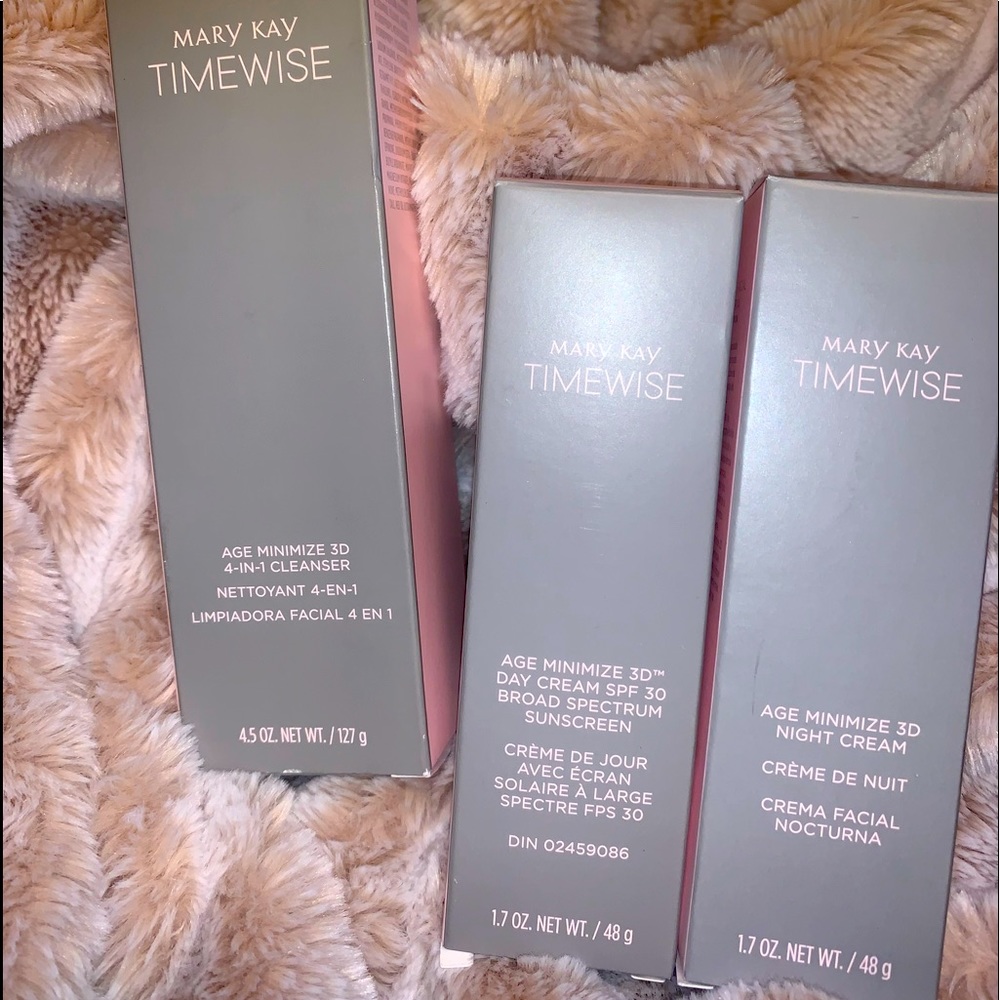 MARY KAY
TIMEWISE
AGE MINIMIZE 3D
4-IN-1 CLEANSER
NETTOYANT 4-EN-1
LIMPIADORA FACIAL 4 EN 1
4.5 OZ. NET WT. / 127 g
MARY KAY
TIMEWISE
AGE MINIMIZE 3D™
DAY CREAM SPF 30
BROAD SPECTRUM
SUNSCREEN
CRÈME DE JOUR
AVEC ÉCRAN
SOLAIRE À LARGE
SPECTRE FPS 30
DIN 02459086
1.7 OZ. NET WT. / 48 g
MARY KAY
TIMEWISE
AGE MINIMIZE 3D
NIGHT CREAM
CRÈME DE NUIT
CREMA FACIAL
NOCTURNA
1.7 OZ. NET WT. / 48 g